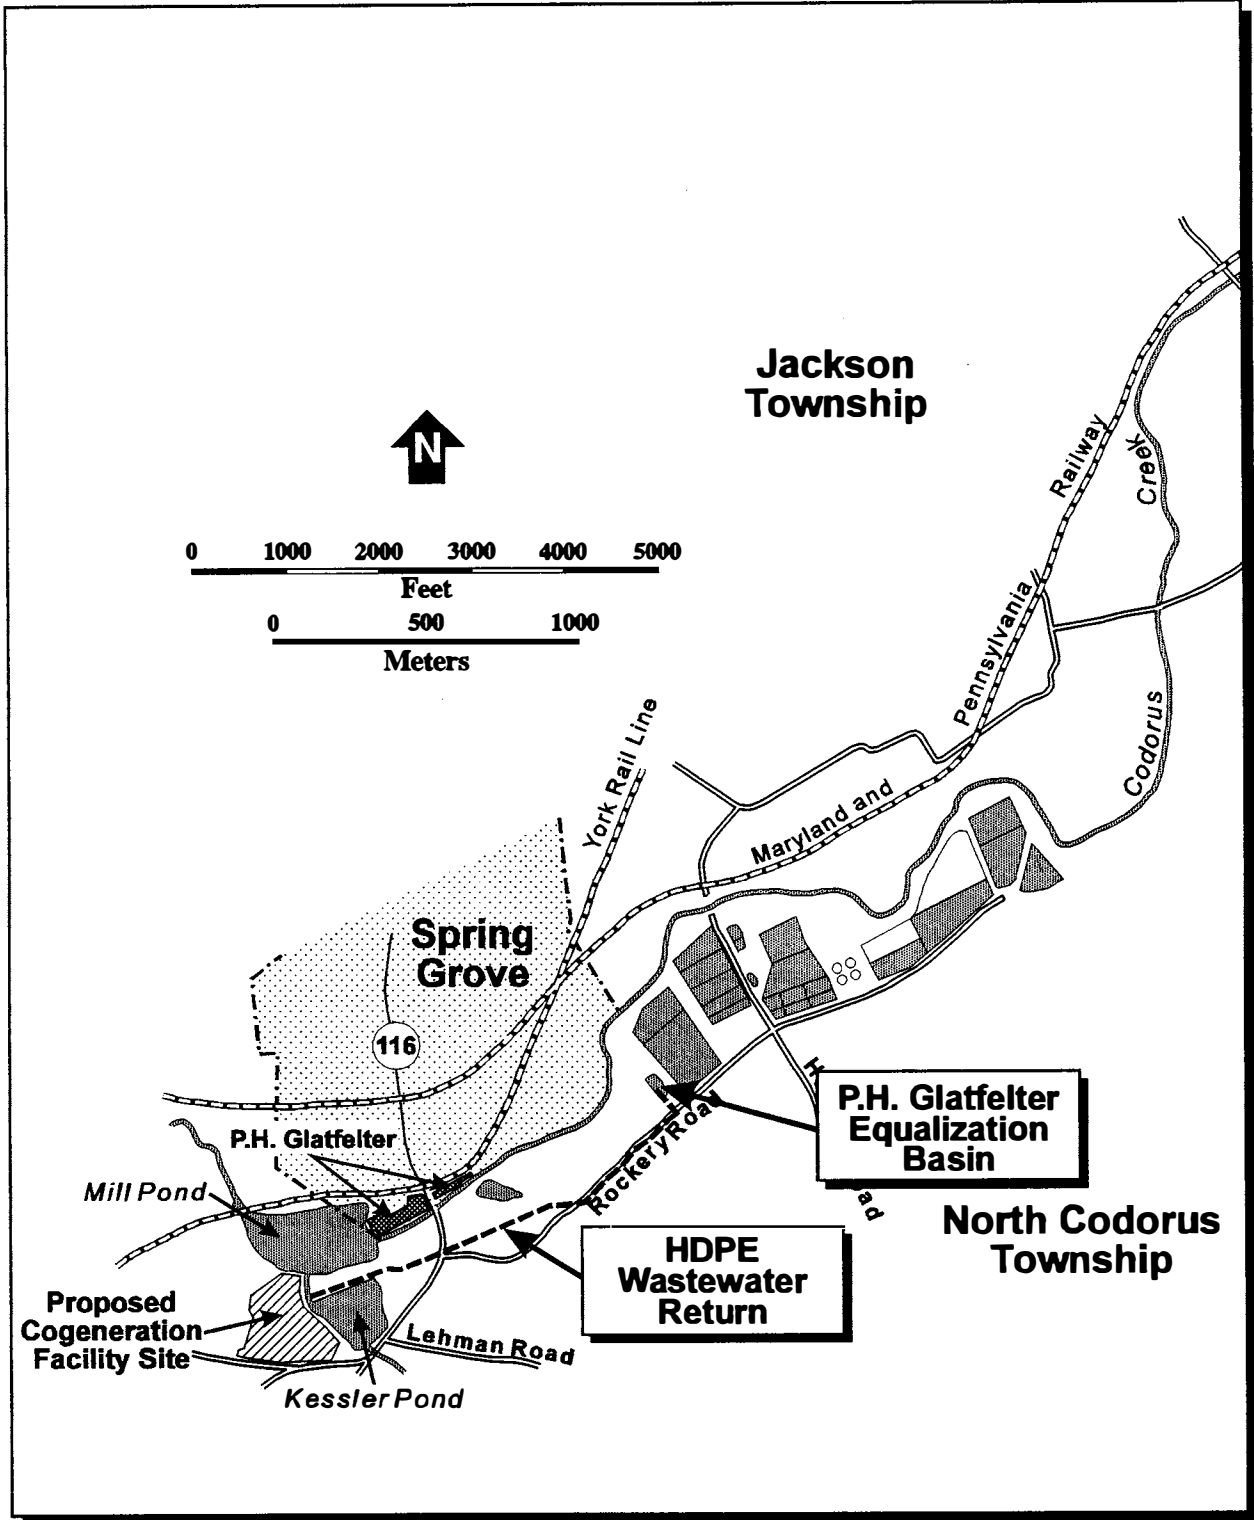 Jackson
Township
Railway
Creek
N
0 1000 2000 3000 4000 5000
Feet
0 500 1000
Meters
Pennsylvania
York Rail Line
Codorus
Maryland and
Spring
Grove
116
P.H. Glatfelter
Equalization
Basin
Rockery Road
P.H. Glatfelter
Mill Pond
North Codorus
Township
HDPE
Wastewater
Return
Proposed
Cogeneration
Facility Site
Lehman Road
Kessler Pond